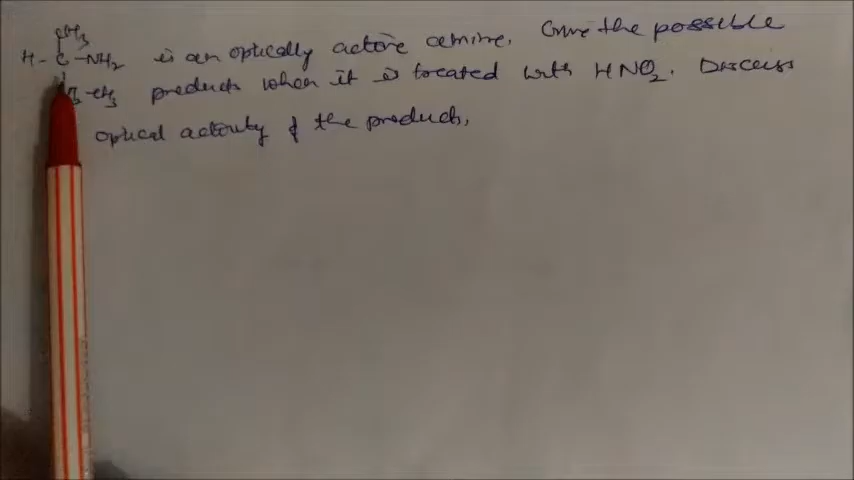 CH3
H - C - NH2 is an optically active amine. Give the possible
-CH3 products when it is treated with HNO2. Discuss
optical activity of the products.